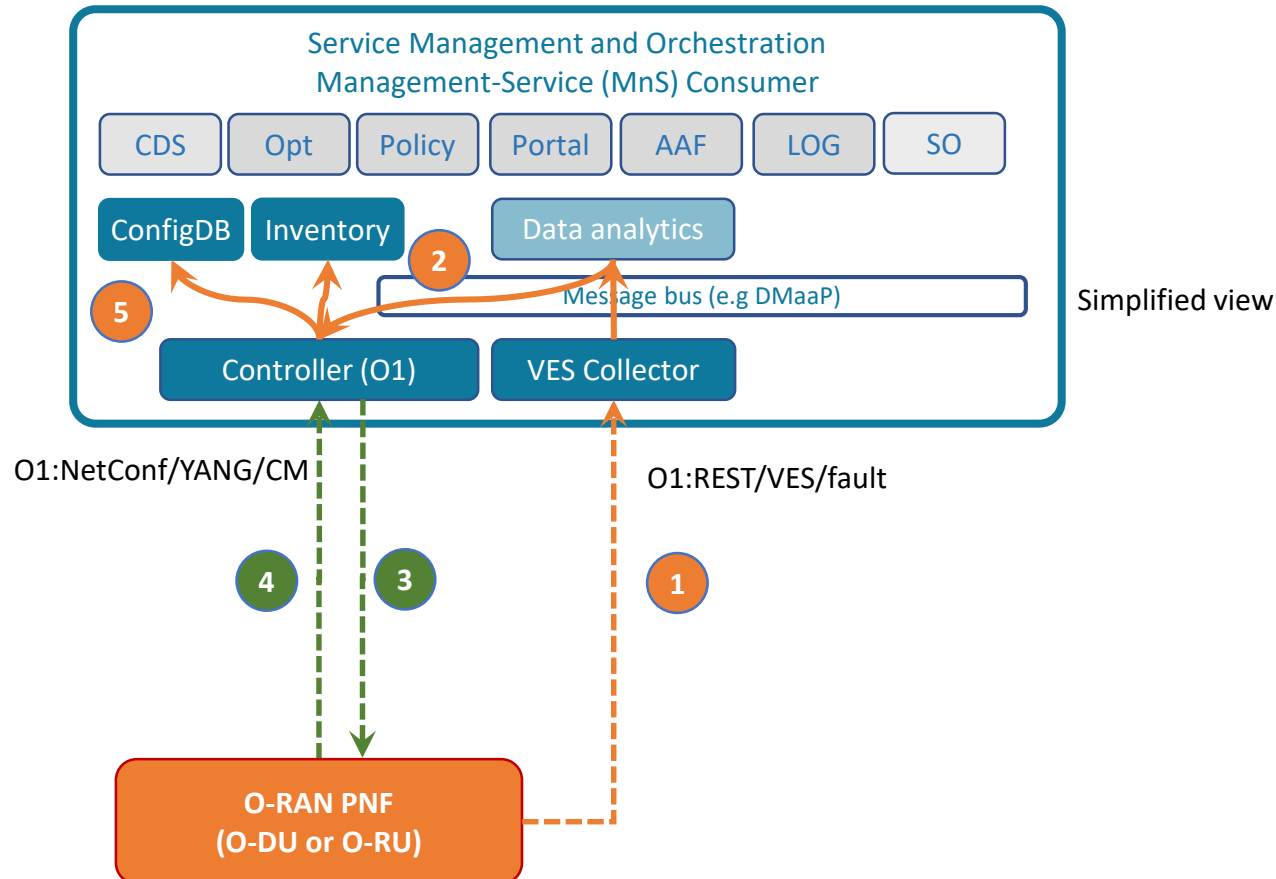 Service Management and Orchestration
Management-Service (MnS) Consumer
CDS
Opt
Policy
Portal
AAF
LOG
SO
ConfigDB
Inventory
Data analytics
2
5
Message bus (e.g DMaaP)
Simplified view
Controller (O1)
VES Collector
O1:NetConf/YANG/CM
O1:REST/VES/fault
4
3
1
O-RAN PNF
(O-DU or O-RU)